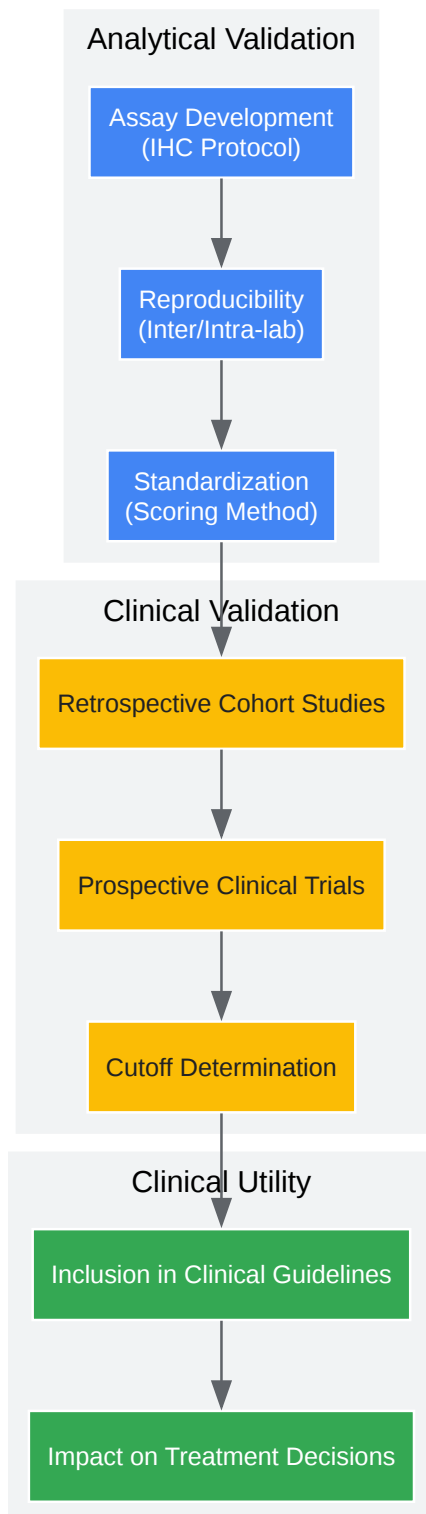 Analytical Validation
Assay Development
(IHC Protocol)
Reproducibility
(Inter/Intra-lab)
Standardization
(Scoring Method)
Clinical Validation
Retrospective Cohort Studies
Prospective Clinical Trials
Cutoff Determination
Clinical Utility
Inclusion in Clinical Guidelines
Impact on Treatment Decisions